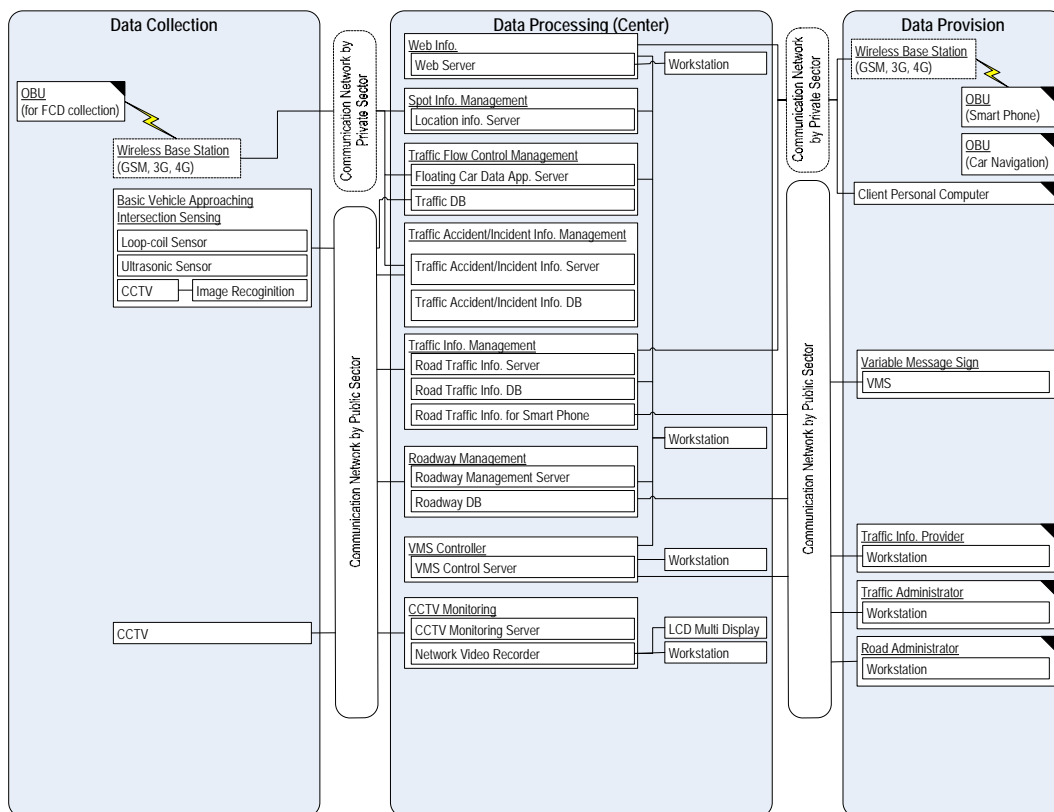 Data Collection
OBU
(for FCD collection)
Wireless Base Station
(GSM, 3G, 4G)
Basic Vehicle Approaching
Intersection Sensing
Loop-coil Sensor
Ultrasonic Sensor
CCTV
Image Recoginition
CCTV
Communication Network by
Private Sector
Communication Network by Public Sector
Data Processing (Center)
Web Info.
Web Server
Workstation
Spot Info. Management
Location info. Server
Traffic Flow Control Management
Floating Car Data App. Server
Traffic DB
Traffic Accident/Incident Info. Management
Traffic Accident/Incident Info. Server
Traffic Accident/Incident Info. DB
Traffic Info. Management
Road Traffic Info. Server
Road Traffic Info. DB
Road Traffic Info. for Smart Phone
Workstation
Roadway Management
Roadway Management Server
Roadway DB
VMS Controller
VMS Control Server
Workstation
CCTV Monitoring
CCTV Monitoring Server
Network Video Recorder
LCD Multi Display
Workstation
Communication Network
by Private Sector
Communication Network by Public Sector
Data Provision
Wireless Base Station
(GSM, 3G, 4G)
OBU
(Smart Phone)
OBU
(Car Navigation)
Client Personal Computer
Variable Message Sign
VMS
Traffic Info. Provider
Workstation
Traffic Administrator
Workstation
Road Administrator
Workstation